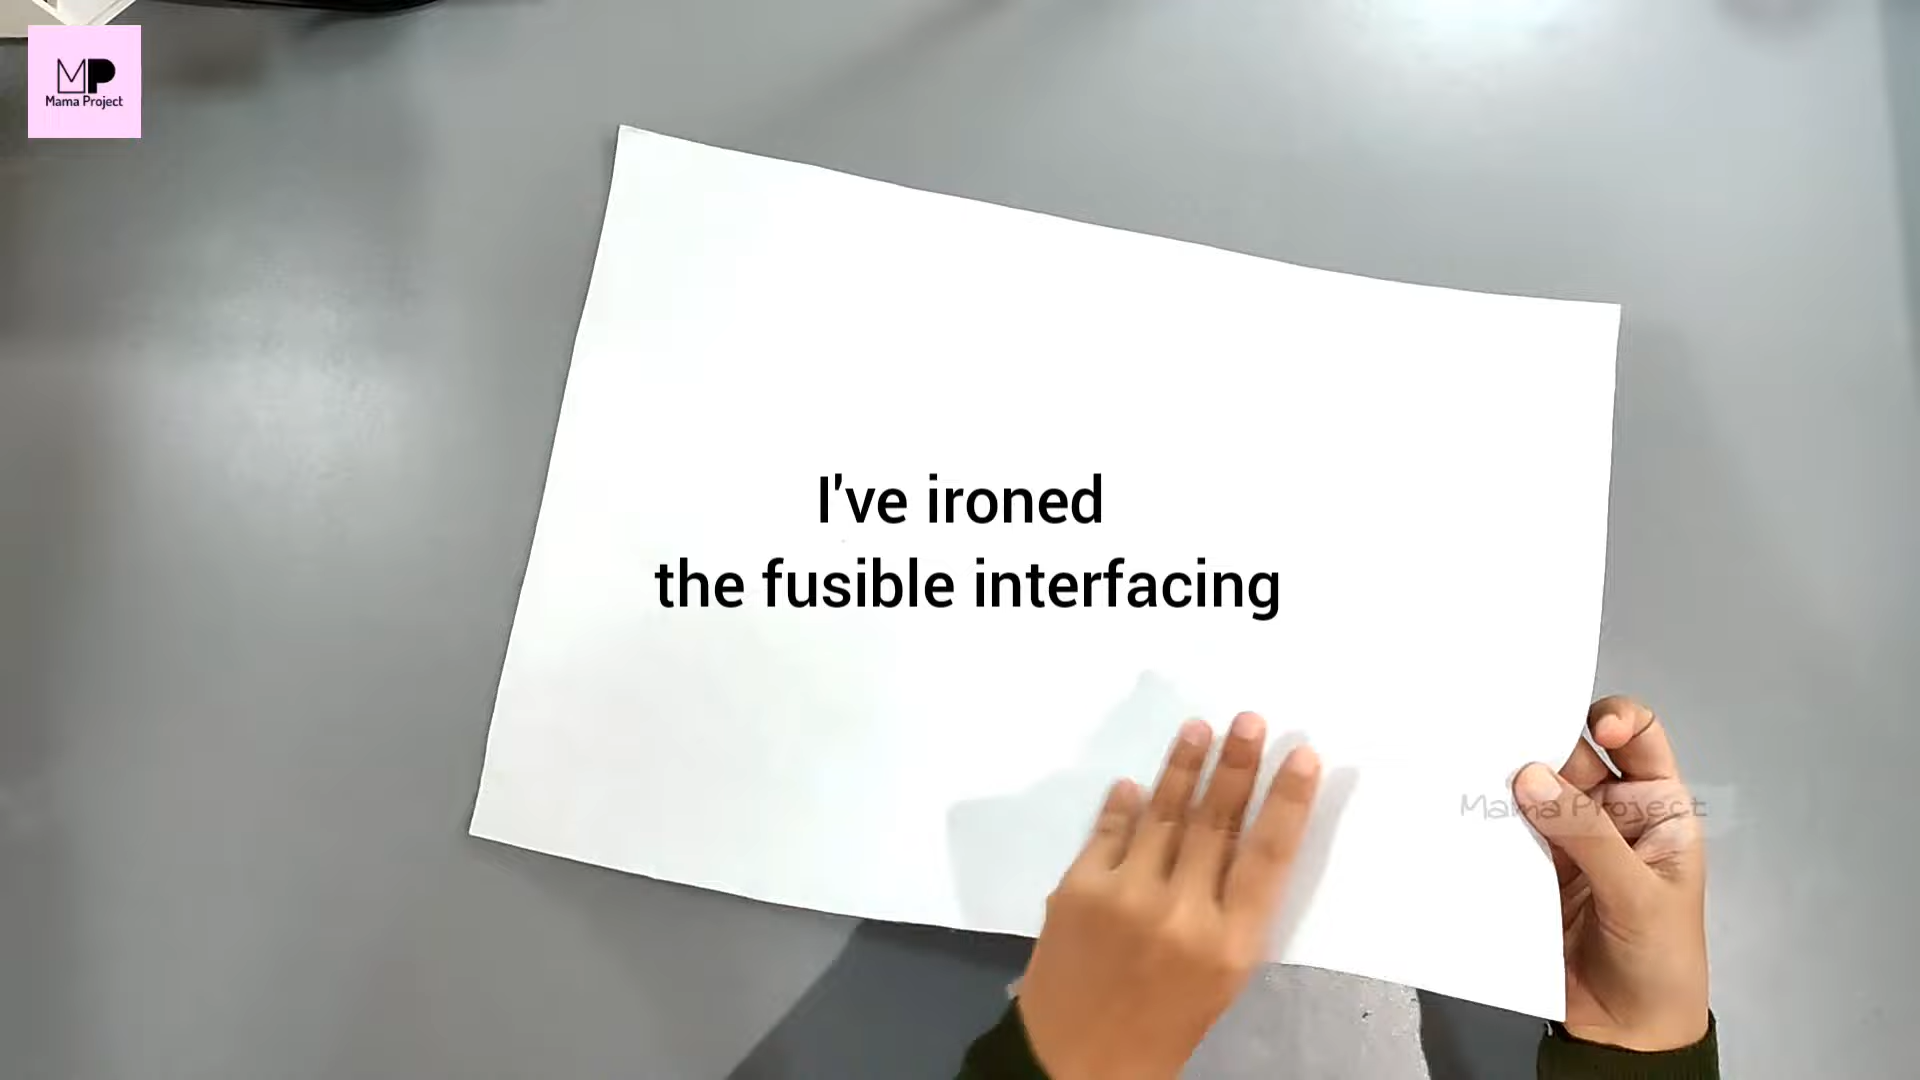 MP
Mama Project
I've ironed
the fusible interfacing
Mama Project